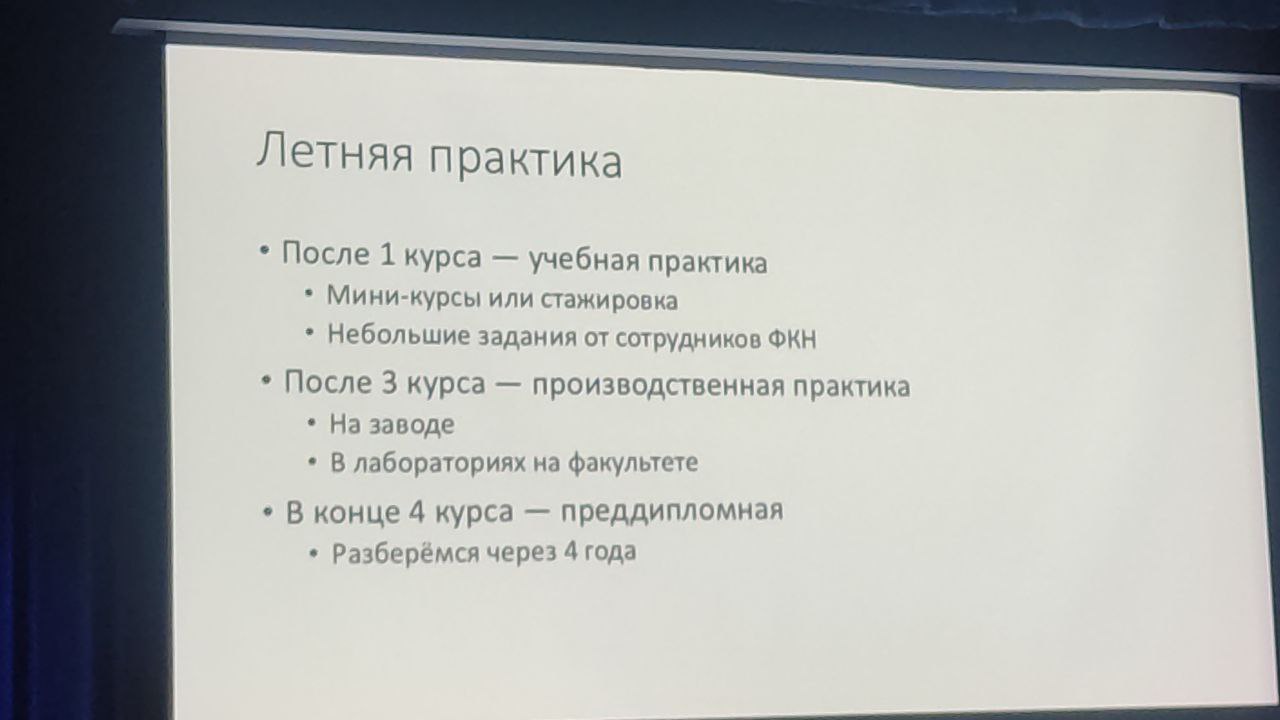 Летняя практика
• После 1 курса — учебная практика
• Мини-курсы или стажировка
• Небольшие задания от сотрудников ФКН
• После 3 курса — производственная практика
• На заводе
• В лабораториях на факультете
• В конце 4 курса — преддипломная
• Разберёмся через 4 года